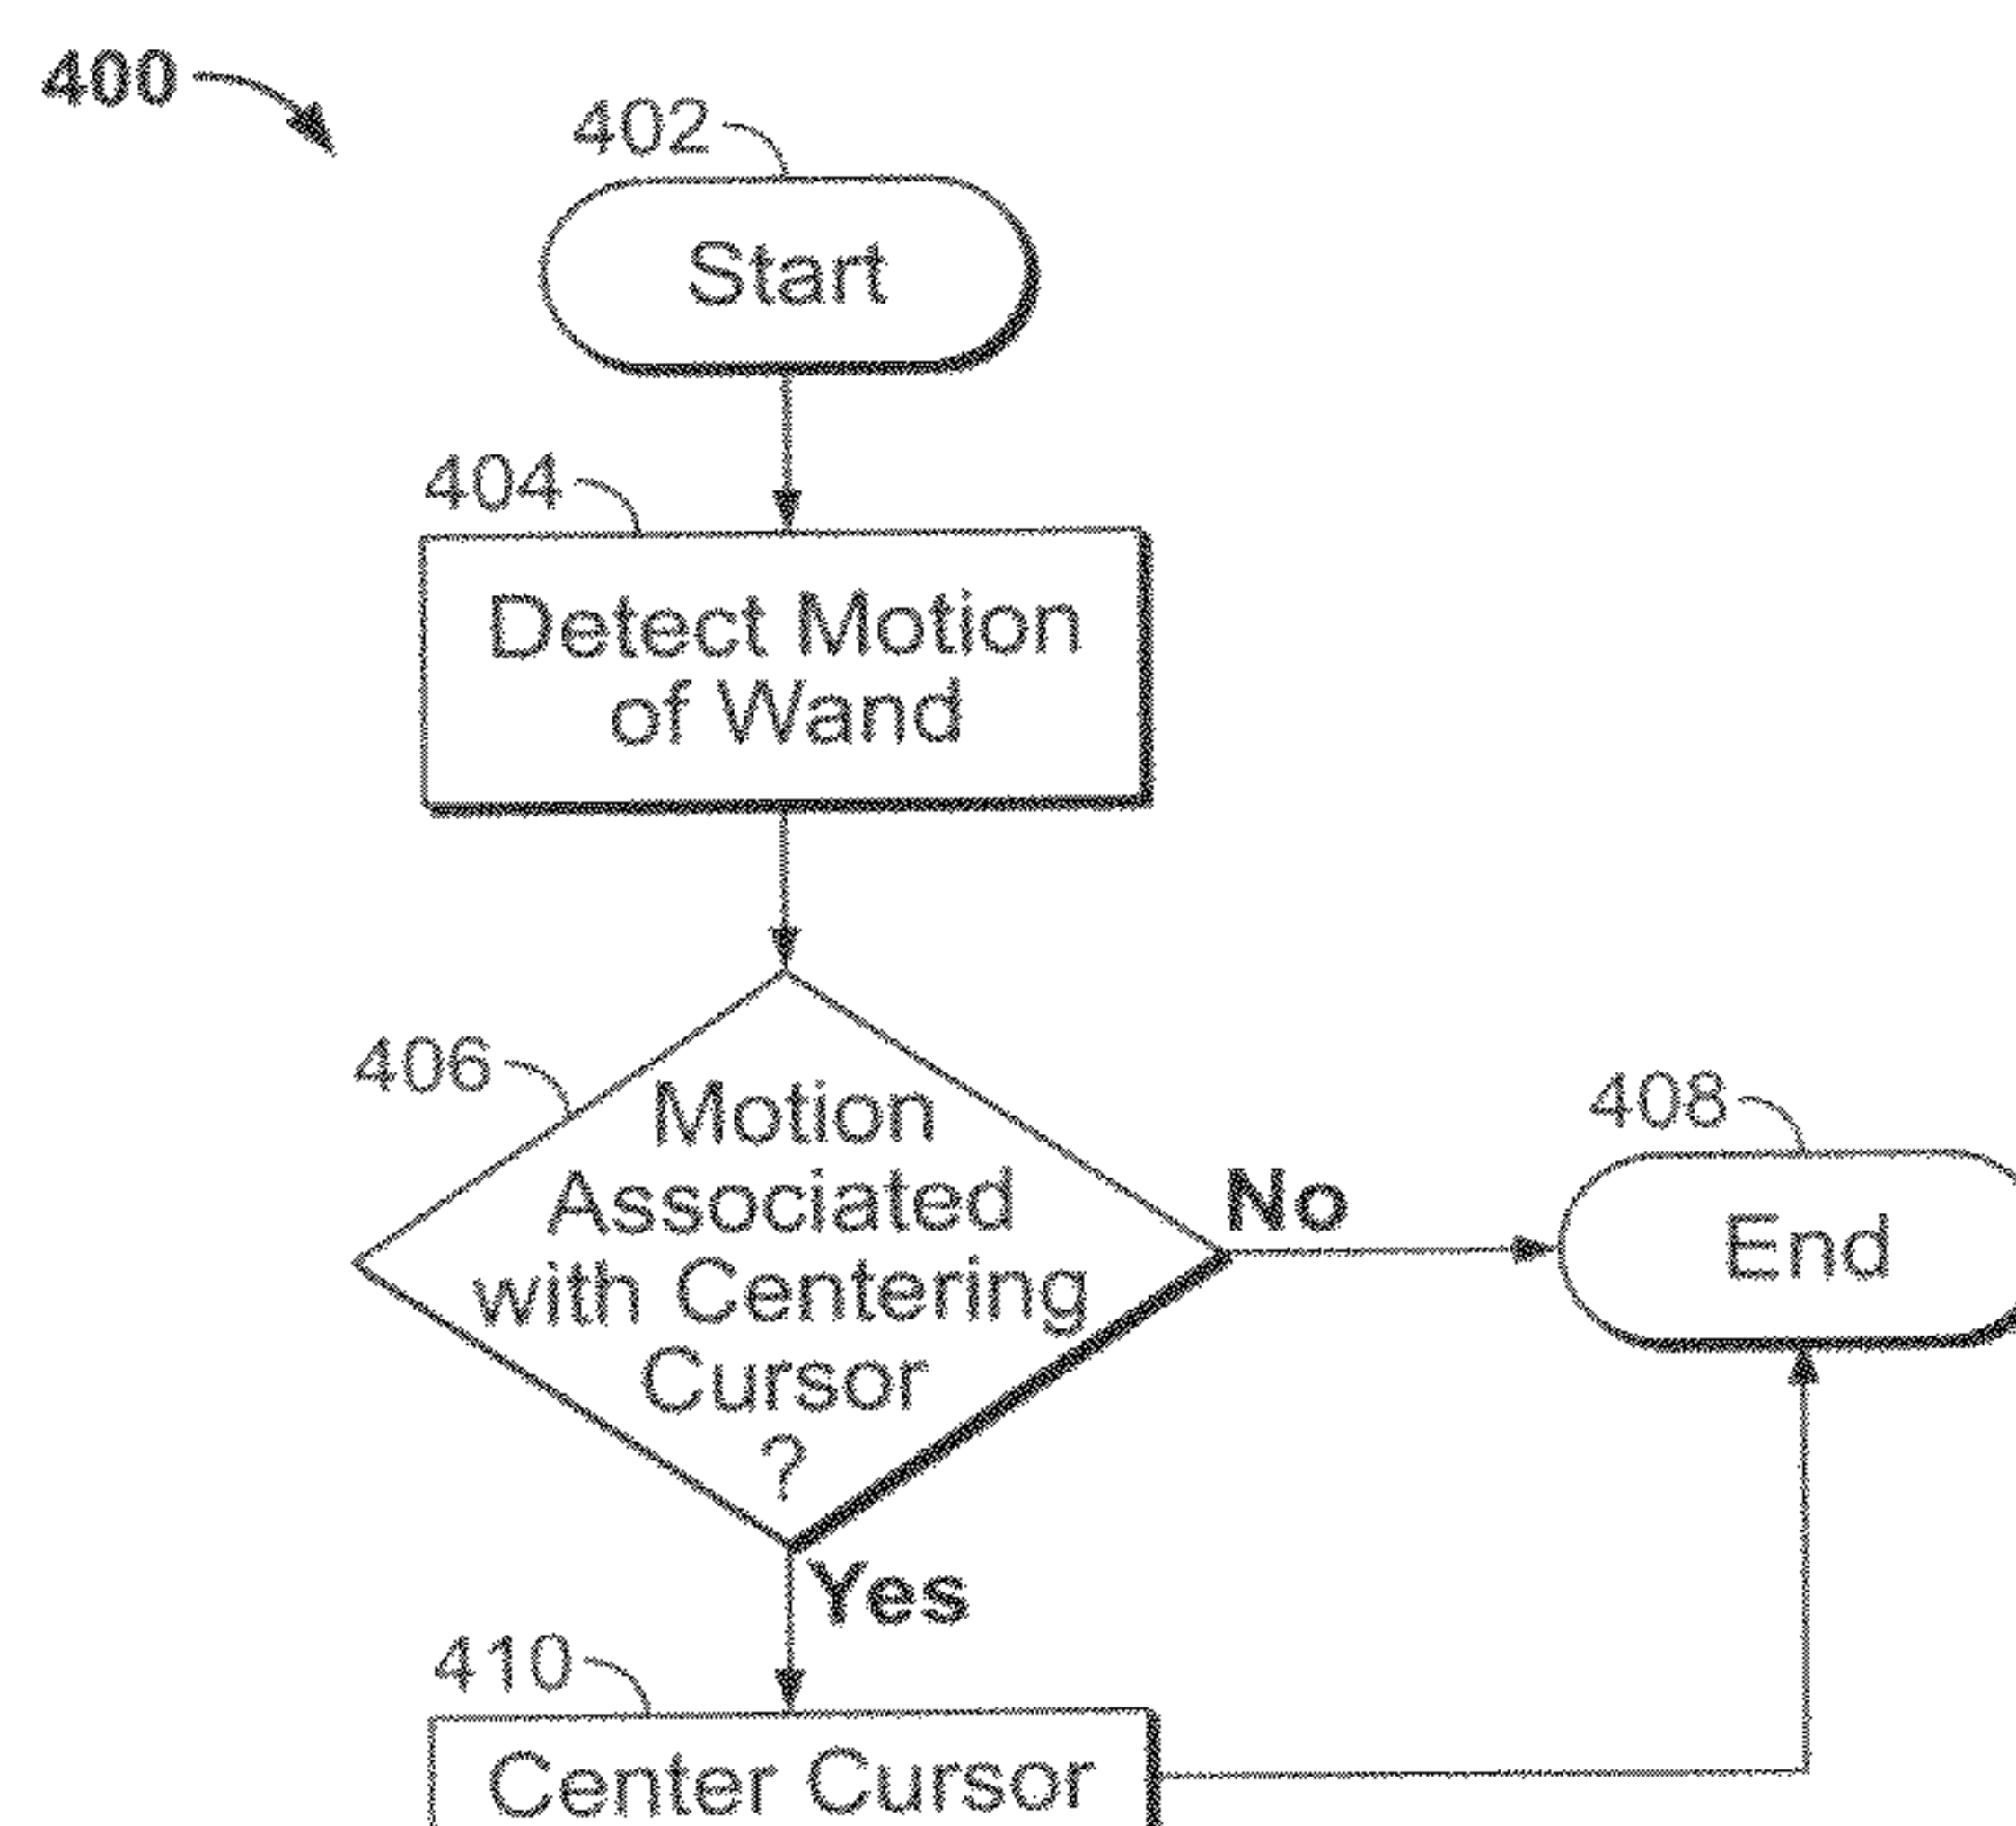 400
402
Start
404
Detect Motion
of Wand
406
Motion
Associated
with Centering
Cursor
?
No
408
End
Yes
410
Center Cursor